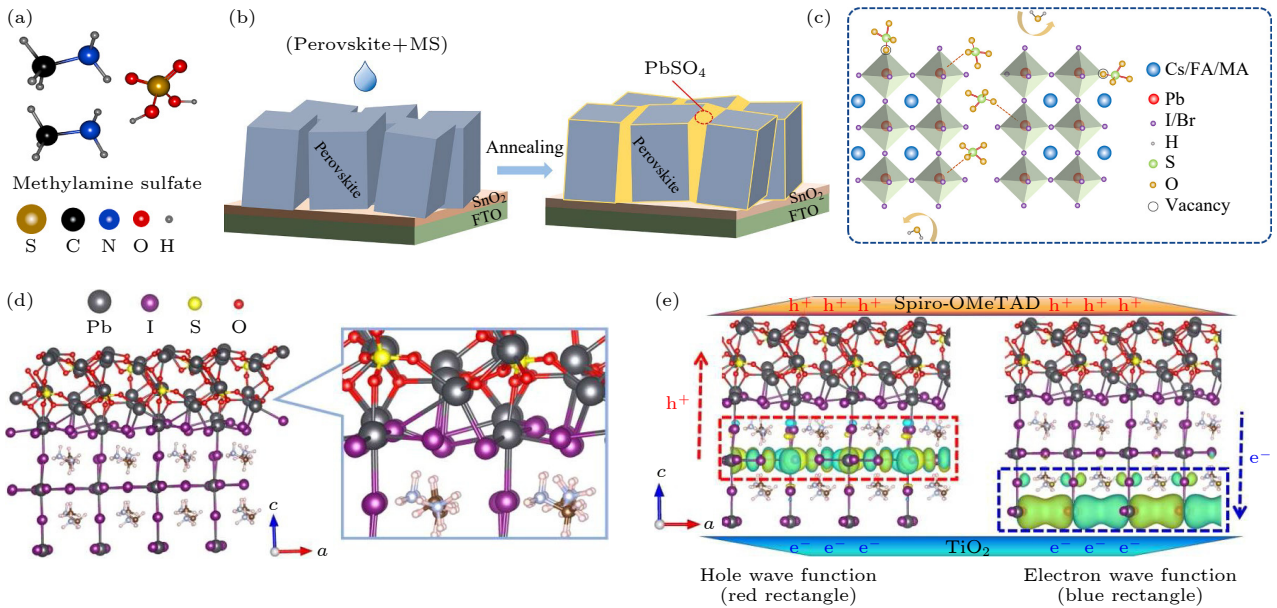 (a)
Methylamine sulfate
S C N O H
(b)
(Perovskite+MS)
Perovskite
SnO₂
FTO
Annealing
PbSO₄
Perovskite
SnO₂
FTO
(c)
Cs/FA/MA
Pb
I/Br
H
S
O
Vacancy
(d)
Pb I S O
c
a
(e)
h⁺ h⁺ h⁺ Spiro-OMeTAD h⁺ h⁺ h⁺
h⁺
e⁻
c
a
e⁻ e⁻ e⁻ TiO₂ e⁻ e⁻ e⁻
Hole wave function
(red rectangle)
Electron wave function
(blue rectangle)